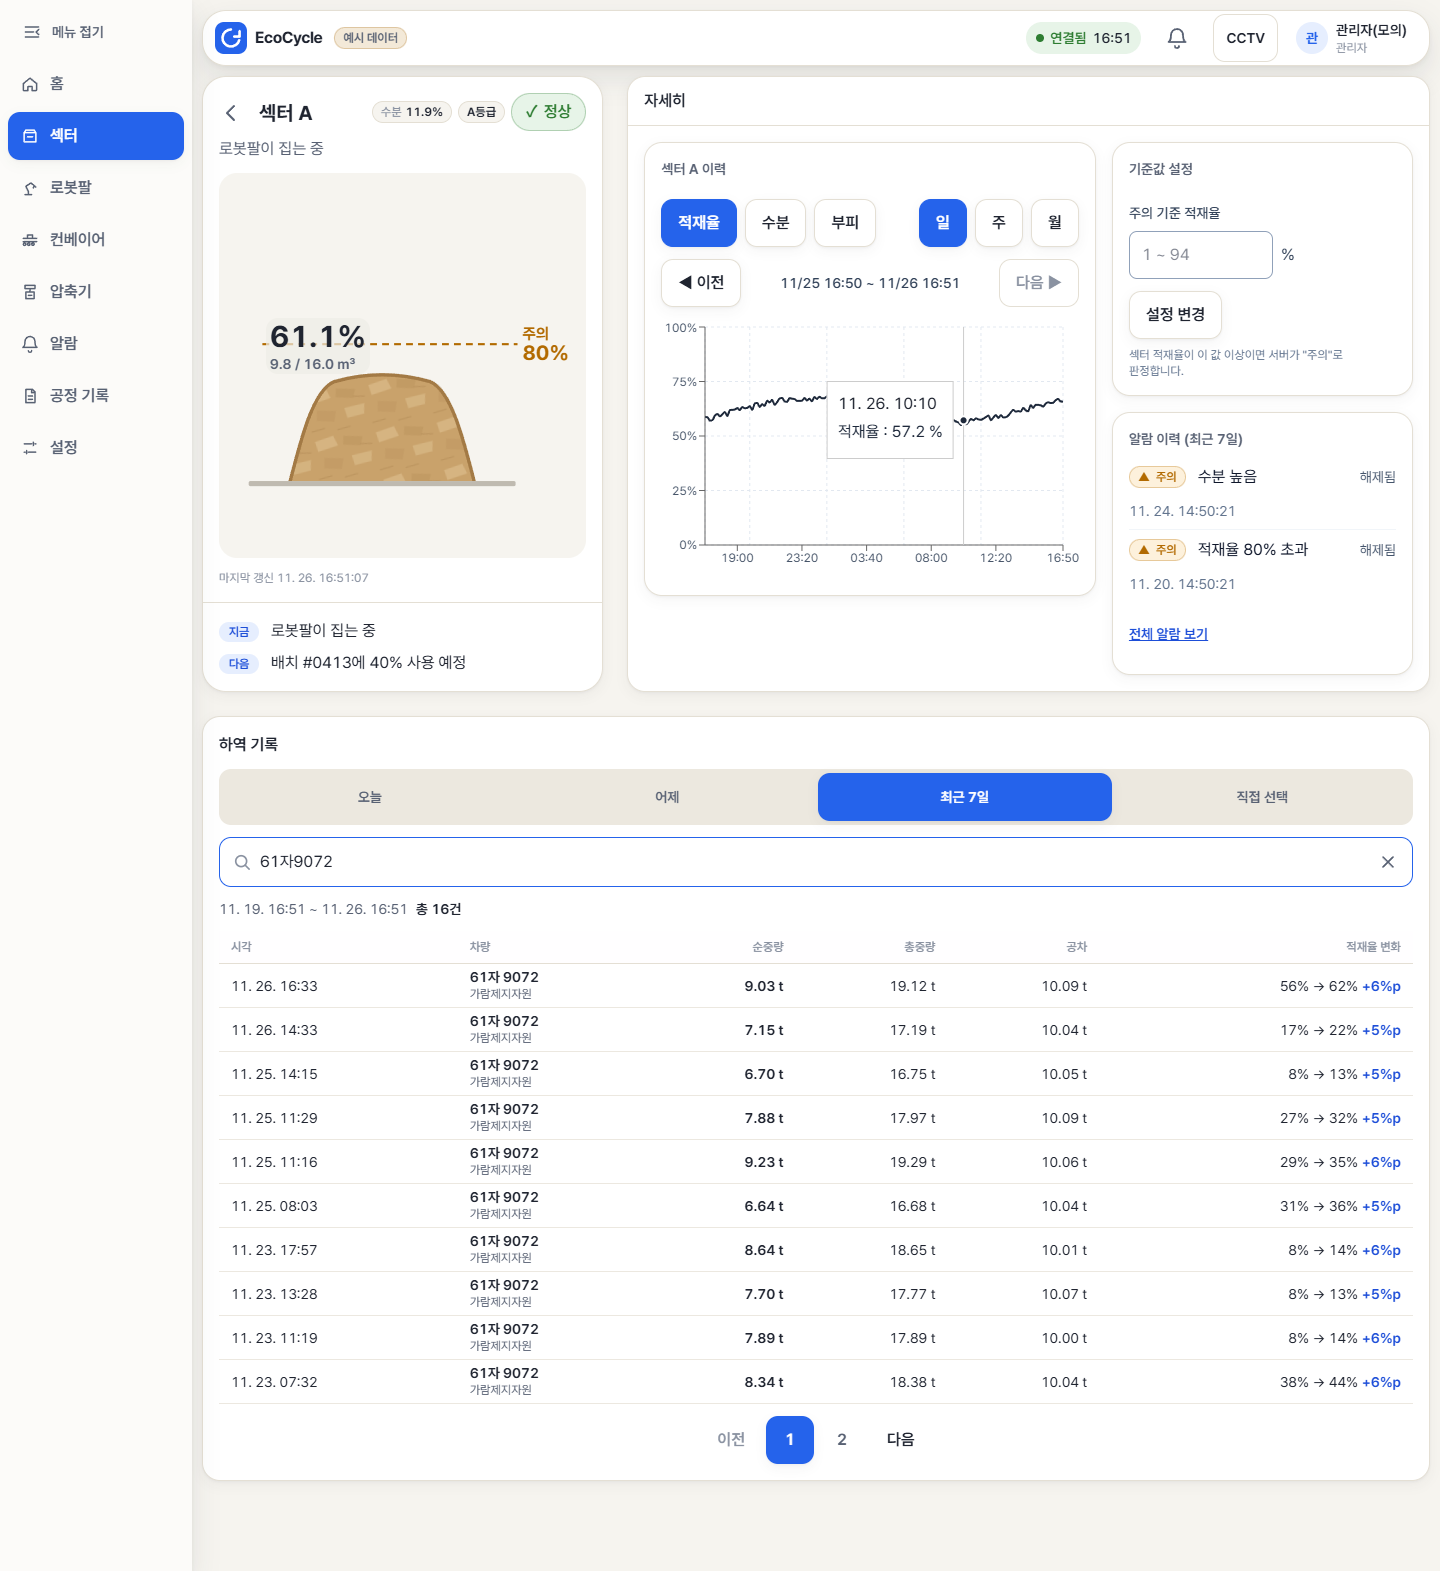 메뉴 접기
홈
섹터
로봇팔
컨베이어
압축기
알람
공정 기록
설정
EcoCycle 예시 데이터
연결됨 16:51
CCTV
관 관리자(모의)
관리자
섹터 A 수분 11.9% A등급 ✓ 정상
로봇팔이 집는 중
61.1%
9.8 / 16.0 m³
주의
80%
마지막 갱신 11. 26. 16:51:07
지금 로봇팔이 집는 중
다음 배치 #0413에 40% 사용 예정
자세히
섹터 A 이력
적재율 수분 부피 일 주 월
◀ 이전 11/25 16:50 ~ 11/26 16:51 다음 ▶
100%
75%
50%
25%
0%
11. 26. 10:10
적재율 : 57.2 %
19:00 23:20 03:40 08:00 12:20 16:50
기준값 설정
주의 기준 적재율
1 ~ 94 %
설정 변경
섹터 적재율이 이 값 이상이면 서버가 "주의"로
판정합니다.
알람 이력 (최근 7일)
▲ 주의 수분 높음 해제됨
11. 24. 14:50:21
▲ 주의 적재율 80% 초과 해제됨
11. 20. 14:50:21
전체 알람 보기
하역 기록
오늘 어제 최근 7일 직접 선택
61자9072
11. 19. 16:51 ~ 11. 26. 16:51 총 16건
시각 차량 순중량 총중량 공차 적재율 변화
11. 26. 16:33 61자 9072 9.03 t 19.12 t 10.09 t 56% → 62% +6%p
가람제지자원
11. 26. 14:33 61자 9072 7.15 t 17.19 t 10.04 t 17% → 22% +5%p
가람제지자원
11. 25. 14:15 61자 9072 6.70 t 16.75 t 10.05 t 8% → 13% +5%p
가람제지자원
11. 25. 11:29 61자 9072 7.88 t 17.97 t 10.09 t 27% → 32% +5%p
가람제지자원
11. 25. 11:16 61자 9072 9.23 t 19.29 t 10.06 t 29% → 35% +6%p
가람제지자원
11. 25. 08:03 61자 9072 6.64 t 16.68 t 10.04 t 31% → 36% +5%p
가람제지자원
11. 23. 17:57 61자 9072 8.64 t 18.65 t 10.01 t 8% → 14% +6%p
가람제지자원
11. 23. 13:28 61자 9072 7.70 t 17.77 t 10.07 t 8% → 13% +5%p
가람제지자원
11. 23. 11:19 61자 9072 7.89 t 17.89 t 10.00 t 8% → 14% +6%p
가람제지자원
11. 23. 07:32 61자 9072 8.34 t 18.38 t 10.04 t 38% → 44% +6%p
가람제지자원
이전 1 2 다음